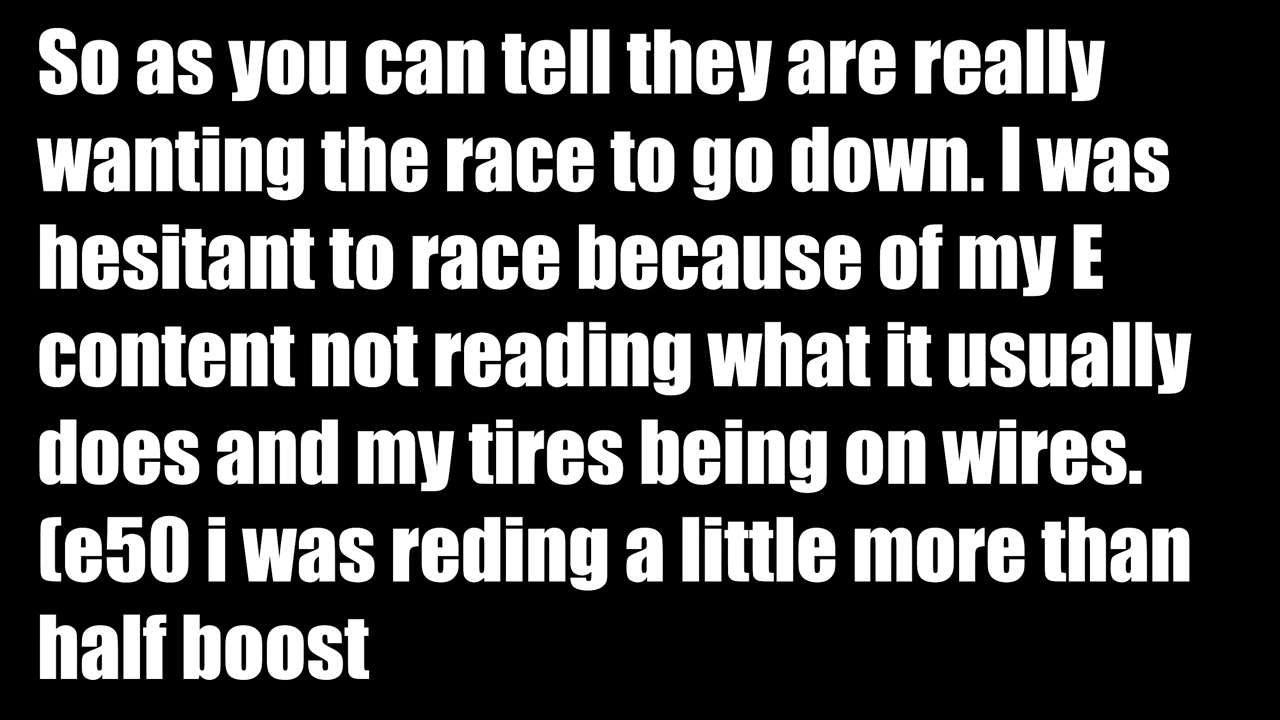 So as you can tell they are really
wanting the race to go down. I was
hesitant to race because of my E
content not reading what it usually
does and my tires being on wires.
(e50 i was reding a little more than
half boost